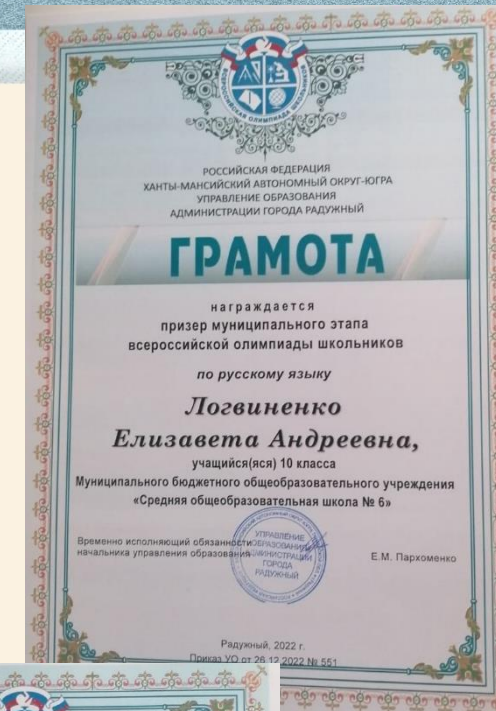 ВСЕРОССИЙСКАЯ ОЛИМПИАДА ШКОЛЬНИКОВ
РОССИЙСКАЯ ФЕДЕРАЦИЯ
ХАНТЫ-МАНСИЙСКИЙ АВТОНОМНЫЙ ОКРУГ-ЮГРА
УПРАВЛЕНИЕ ОБРАЗОВАНИЯ
АДМИНИСТРАЦИИ ГОРОДА РАДУЖНЫЙ
ГРАМОТА
награждается
призер муниципального этапа
всероссийской олимпиады школьников
по русскому языку
Логвиненко
Елизавета Андреевна,
учащийся(яся) 10 класса
Муниципального бюджетного общеобразовательного учреждения
«Средняя общеобразовательная школа № 6»
Временно исполняющий обязанности
начальника управления образования
Е.М. Пархоменко
УПРАВЛЕНИЕ
ОБРАЗОВАНИЯ
АДМИНИСТРАЦИИ
ГОРОДА
РАДУЖНЫЙ
Радужный, 2022 г.
Приказ УО от 26.12.2022 № 551